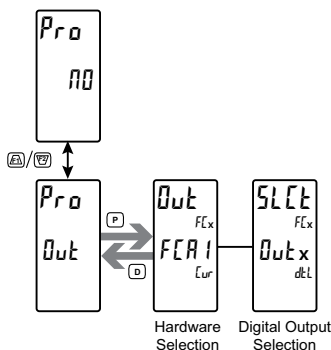 Pro
NO
/
Pro
Out
P
D
Out
FCx
FCA1
Cur
SLCt
FCx
Outx
dtL
Hardware
Selection
Digital Output
Selection